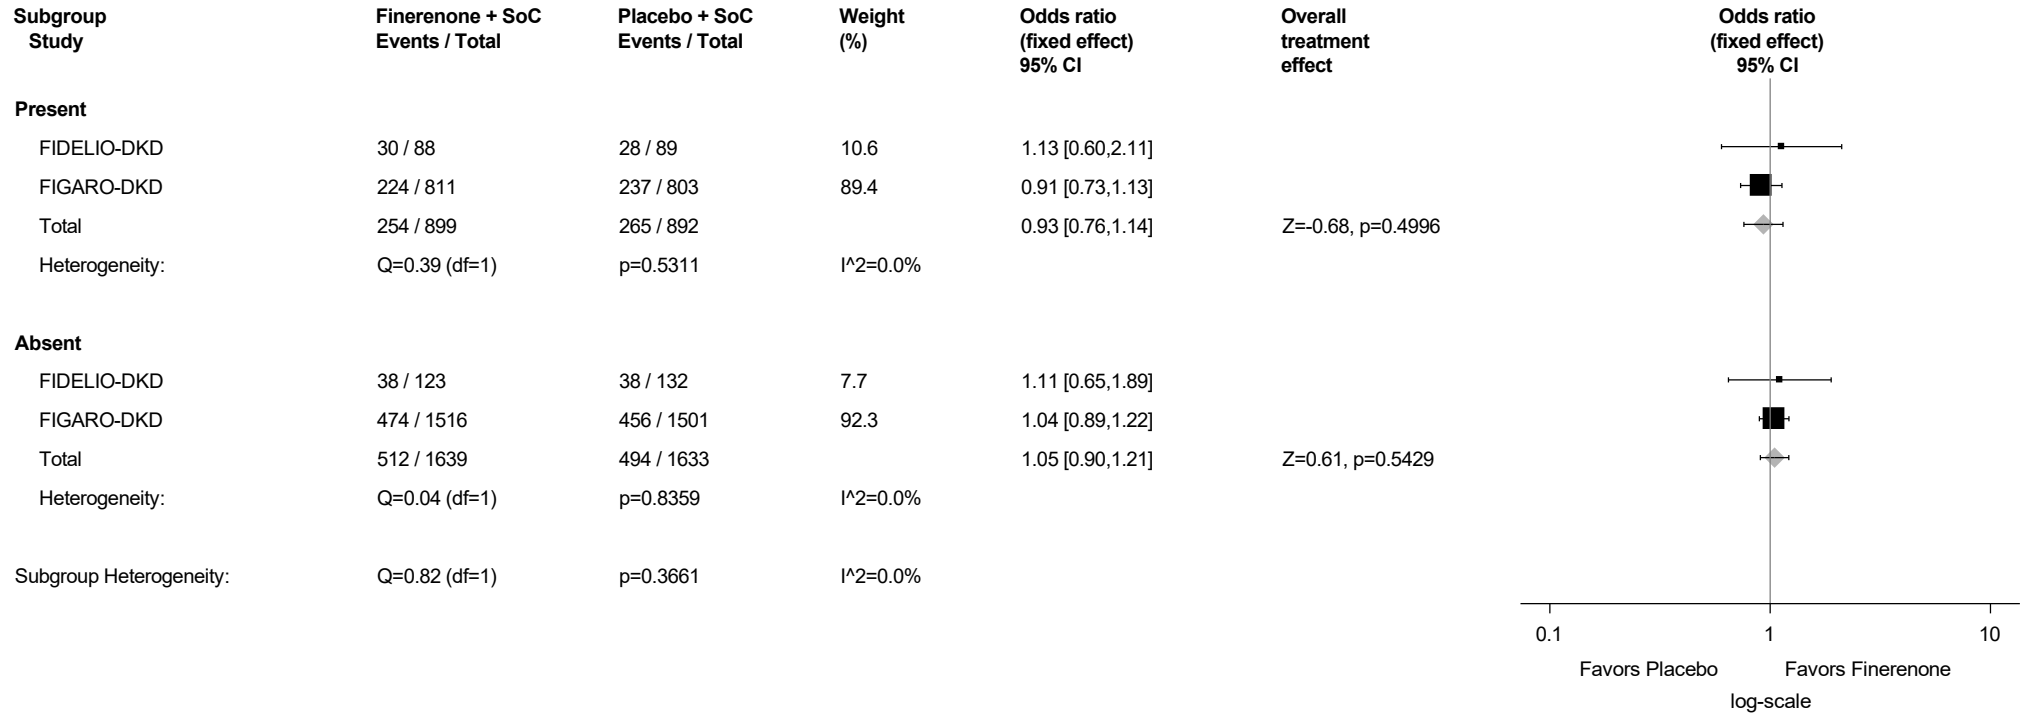 Subgroup Finerenone + SoC Placebo + SoC Weight Odds ratio Overall Odds ratio
Study Events / Total Events / Total (%) (fixed effect) treatment (fixed effect)
95% CI effect 95% CI
Present
FIDELIO-DKD 30 / 88 28 / 89 10.6 1.13 [0.60,2.11]
FIGARO-DKD 224 / 811 237 / 803 89.4 0.91 [0.73,1.13]
Total 254 / 899 265 / 892 0.93 [0.76,1.14] Z=-0.68, p=0.4996
Heterogeneity: Q=0.39 (df=1) p=0.5311 I^2=0.0%
Absent
FIDELIO-DKD 38 / 123 38 / 132 7.7 1.11 [0.65,1.89]
FIGARO-DKD 474 / 1516 456 / 1501 92.3 1.04 [0.89,1.22]
Total 512 / 1639 494 / 1633 1.05 [0.90,1.21] Z=0.61, p=0.5429
Heterogeneity: Q=0.04 (df=1) p=0.8359 I^2=0.0%
Subgroup Heterogeneity: Q=0.82 (df=1) p=0.3661 I^2=0.0%
0.1 1 10
Favors Placebo Favors Finerenone
log-scale